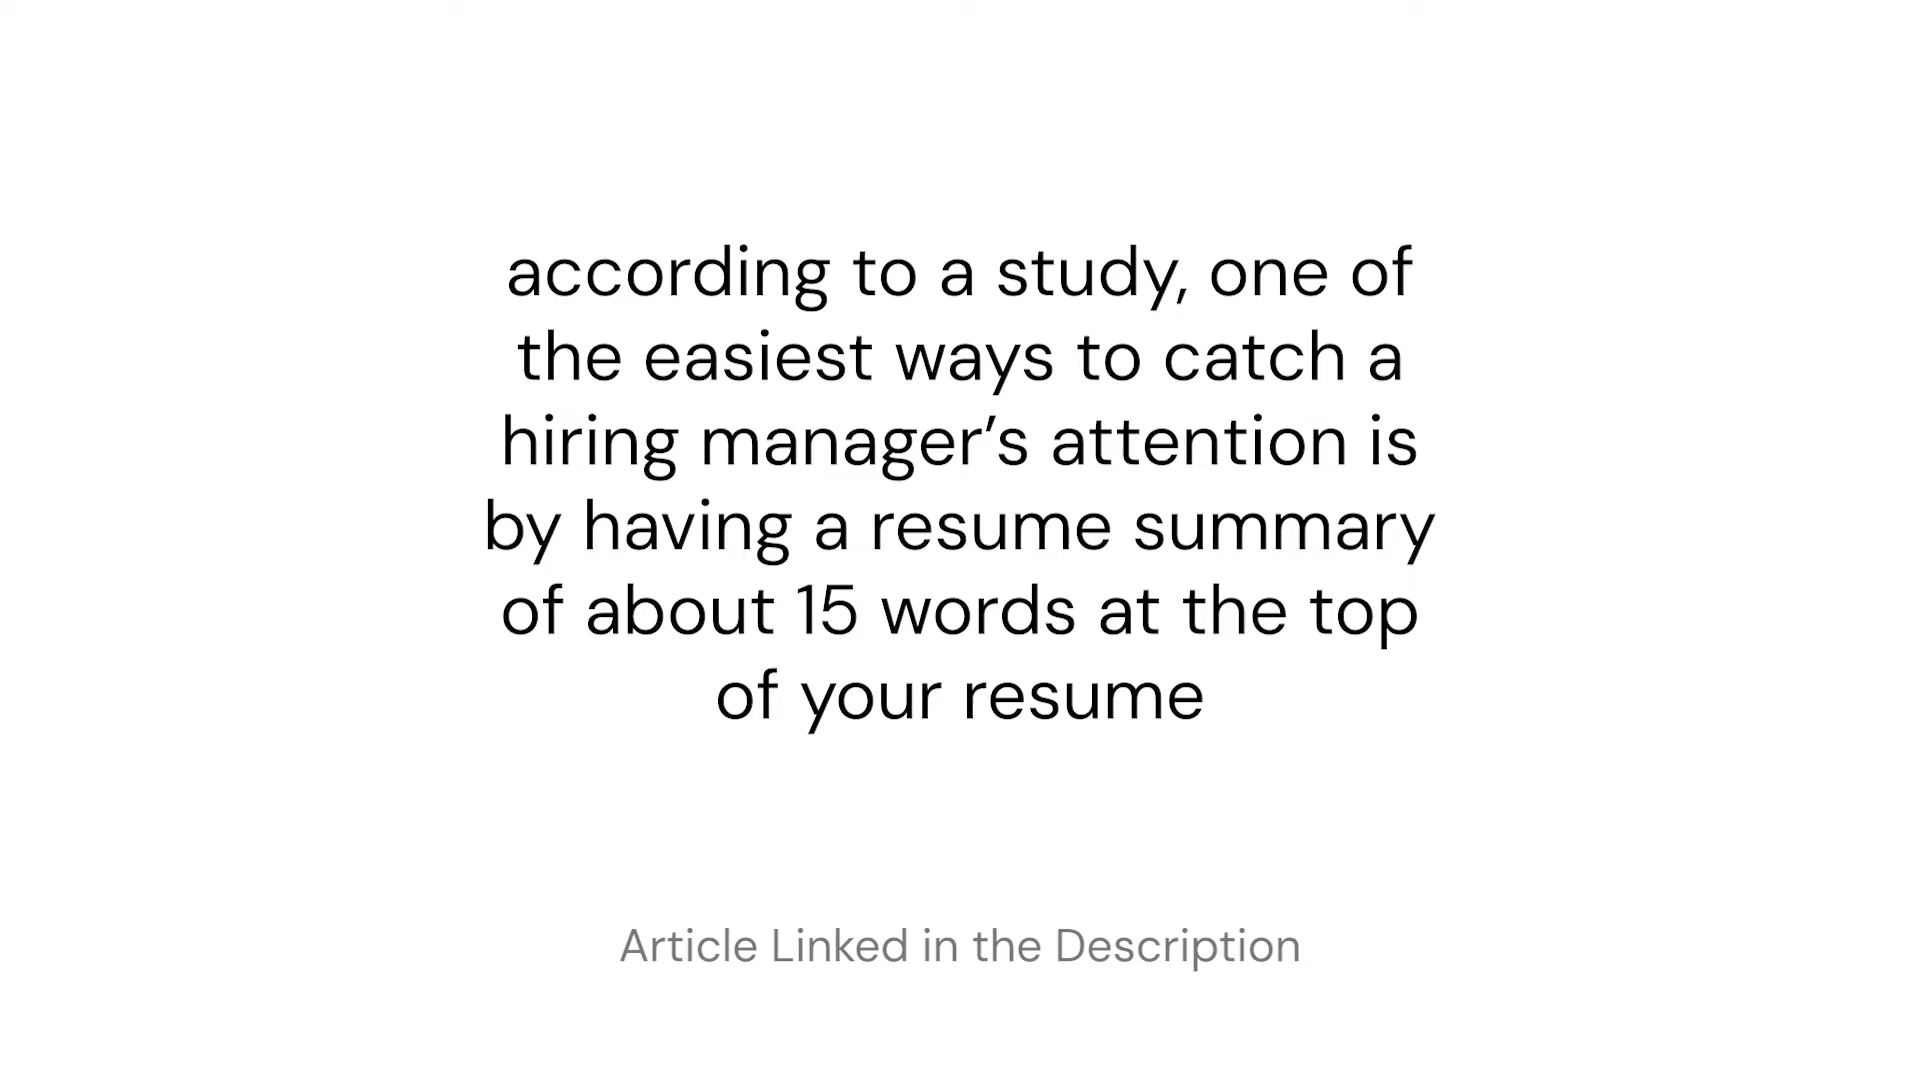 according to a study, one of
the easiest ways to catch a
hiring manager’s attention is
by having a resume summary
of about 15 words at the top
of your resume
Article Linked in the Description